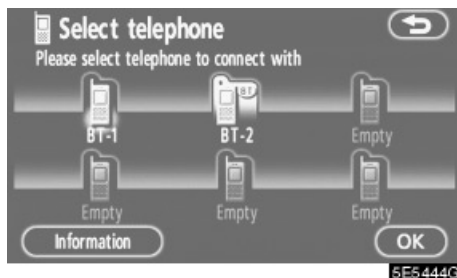 Select telephone
Please select telephone to connect with
BT
BT-1 BT-2 Empty
Empty Empty Empty
Information OK
5E5444G